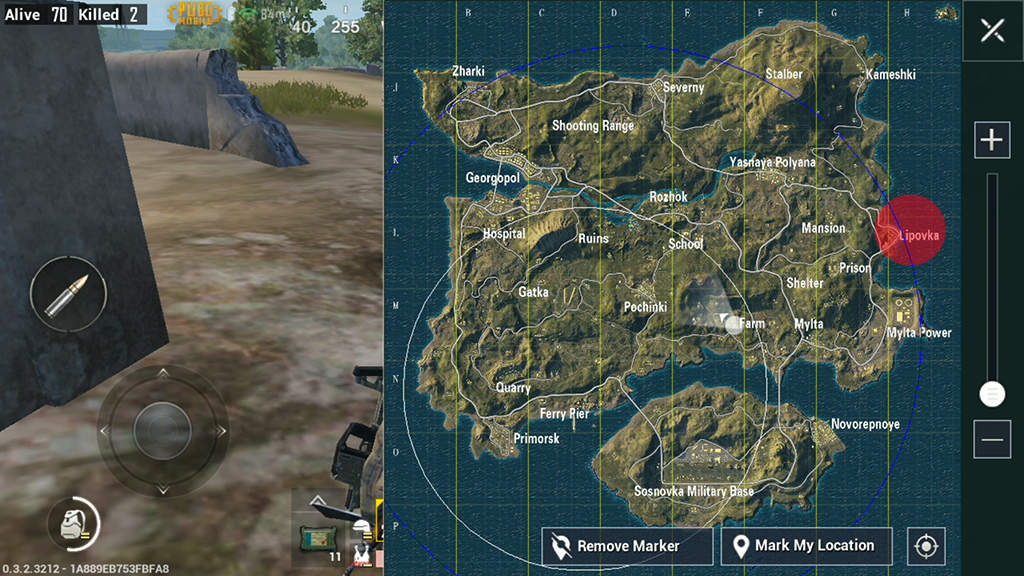 Alive 70 Killed 2
PUBG
MOBILE
40 255
B C D E F G H
Zharki
Stalber
Kameshki
Severny
I
Shooting Range
K
Yasnaya Polyana
Georgopol
Rozhok
Hospital
Ruins
School
Mansion
L
Lipovka
Prison
Shelter
Gatka
Pochinki
M
Farm
Mylta
Mylta Power
N
Quarry
Ferry Pier
Primorsk
Novorepnoye
O
Sosnovka Military Base
P
Remove Marker
Mark My Location
11
0.3.2.3212 - 1A889EB753FBFA8